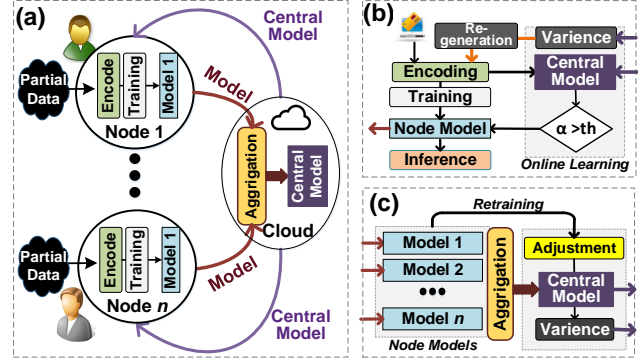 (a)
Central
Model
Partial
Data
Encode
Training
Model 1
Node 1
Model
Aggrigation
Central
Model
Cloud
Partial
Data
Encode
Training
Model 1
Node n
Model
Central
Model
(b)
Re-
generation
Varience
Encoding
Central
Model
Training
Node Model
α >th
Inference
Online Learning
(c)
Retraining
Model 1
Model 2
Model n
Aggrigation
Adjustment
Central
Model
Varience
Node Models